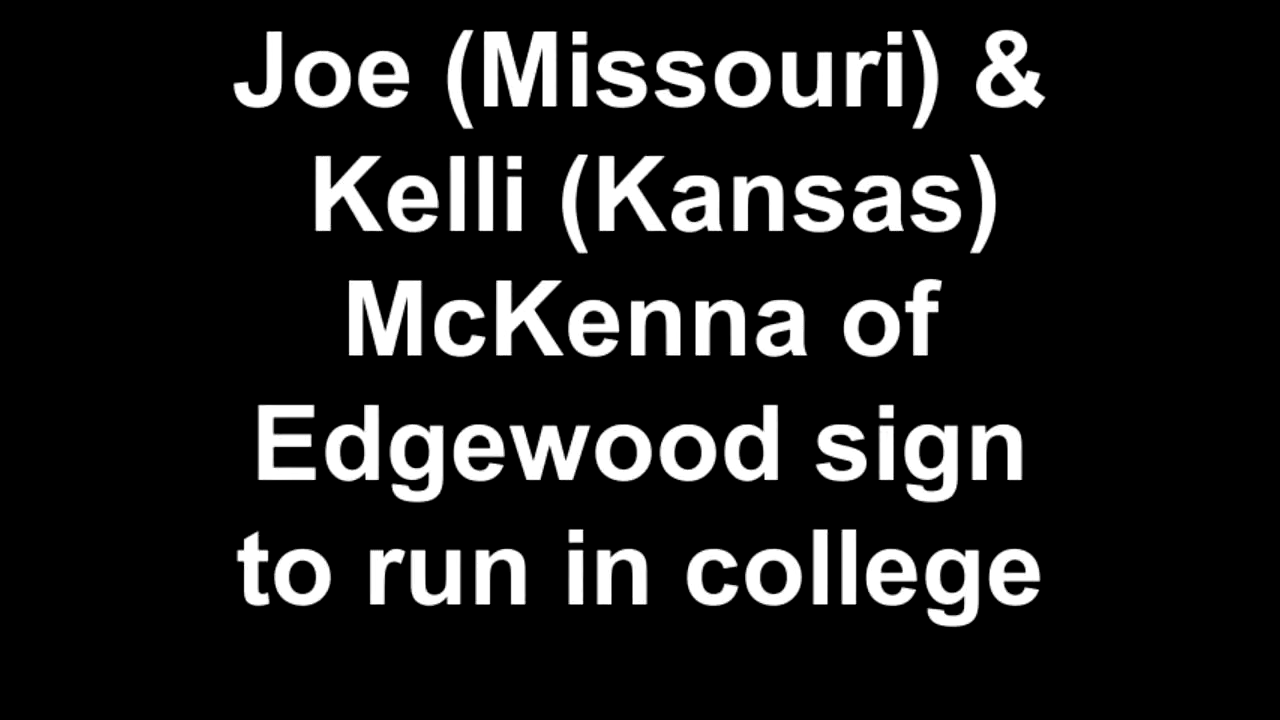 Joe (Missouri) &
Kelli (Kansas)
McKenna of
Edgewood sign
to run in college